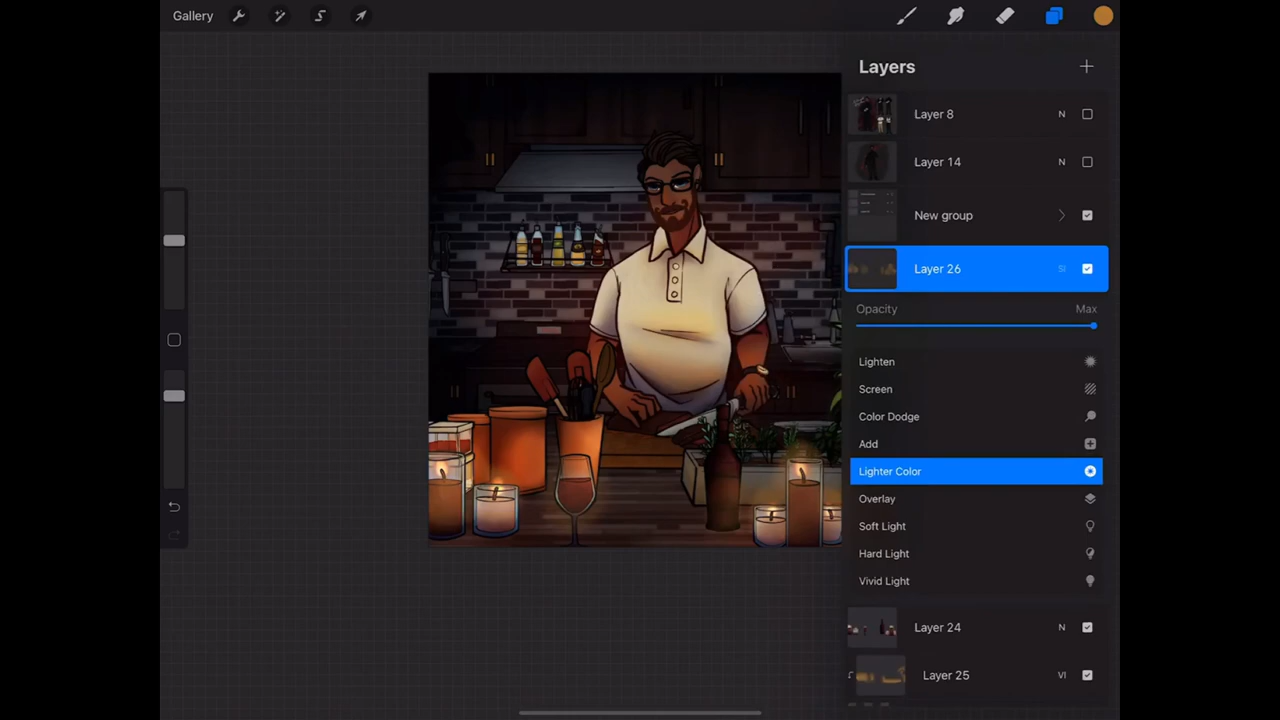 Gallery
Layers
Layer 8 N
Layer 14 N
New group
Layer 26 SI
Opacity Max
Lighten
Screen
Color Dodge
Add
Lighter Color
Overlay
Soft Light
Hard Light
Vivid Light
Layer 24 N
Layer 25 VI